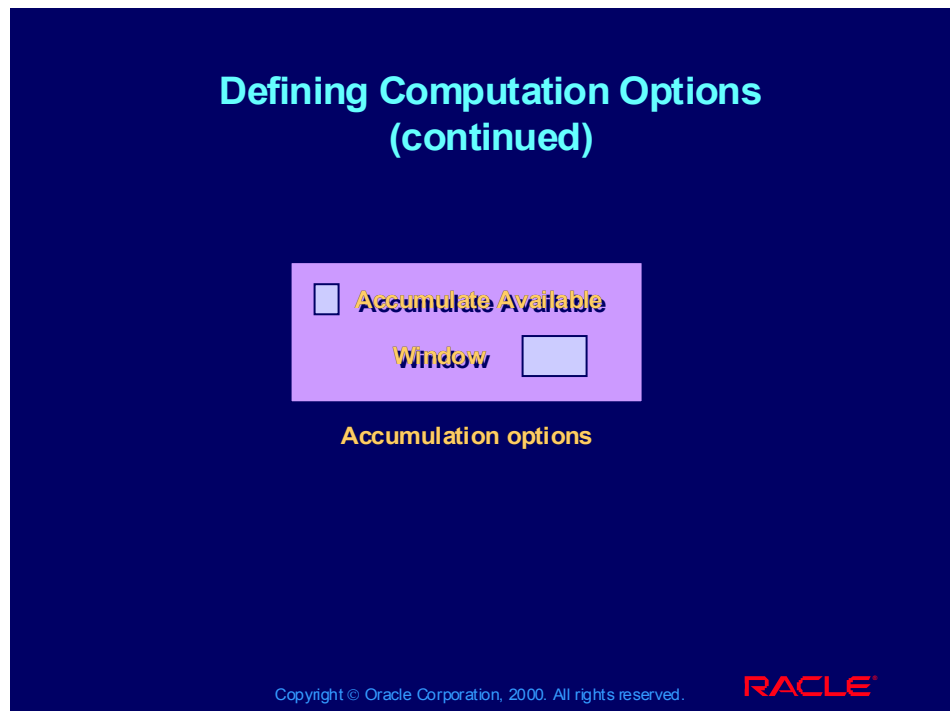 Defining Computation Options
(continued)
Accumulate Available
Window
Accumulation options
Copyright © Oracle Corporation, 2000. All rights reserved.
RACLE®